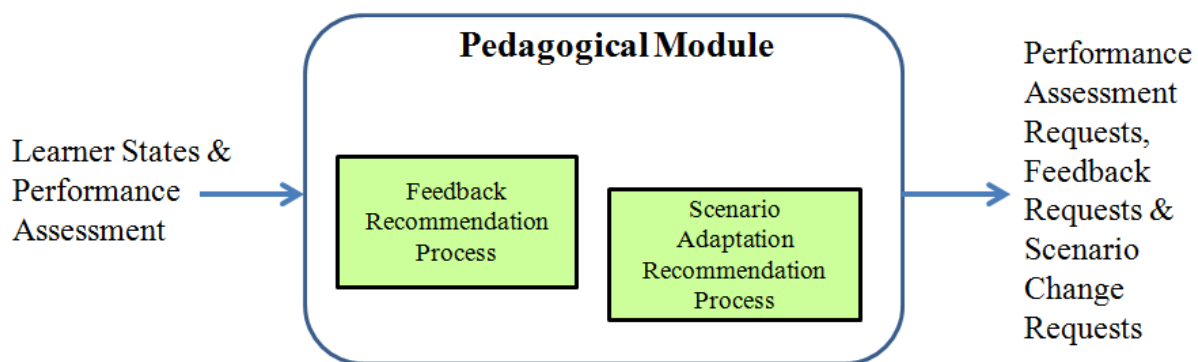 Pedagogical Module
Learner States &
Performance
Assessment
Feedback
Recommendation
Process
Scenario
Adaptation
Recommendation
Process
Performance
Assessment
Requests,
Feedback
Requests &
Scenario
Change
Requests